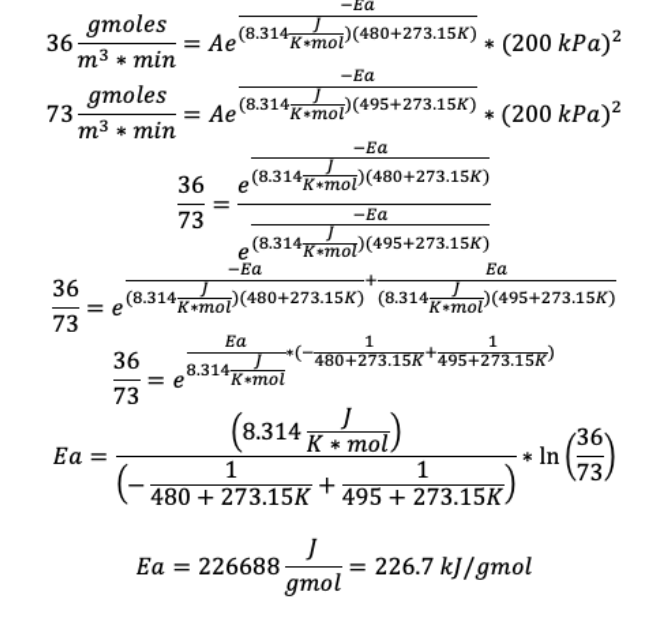 36 gmoles/(m³ * min) = Ae^(−Ea/((8.314 J/(K∗mol))(480+273.15K))) * (200 kPa)²
73 gmoles/(m³ * min) = Ae^(−Ea/((8.314 J/(K∗mol))(495+273.15K))) * (200 kPa)²
36/73 = e^(−Ea/((8.314 J/(K∗mol))(480+273.15K))) / e^(−Ea/((8.314 J/(K∗mol))(495+273.15K)))
36/73 = e^(−Ea/((8.314 J/(K∗mol))(480+273.15K)) + Ea/((8.314 J/(K∗mol))(495+273.15K)))
36/73 = e^(Ea/(8.314 J/(K∗mol)) ∗(− 1/(480+273.15K) + 1/(495+273.15K)))
Ea = (8.314 J/(K * mol)) / (− 1/(480 + 273.15K) + 1/(495 + 273.15K)) * ln (36/73)
Ea = 226688 J/gmol = 226.7 kJ/gmol